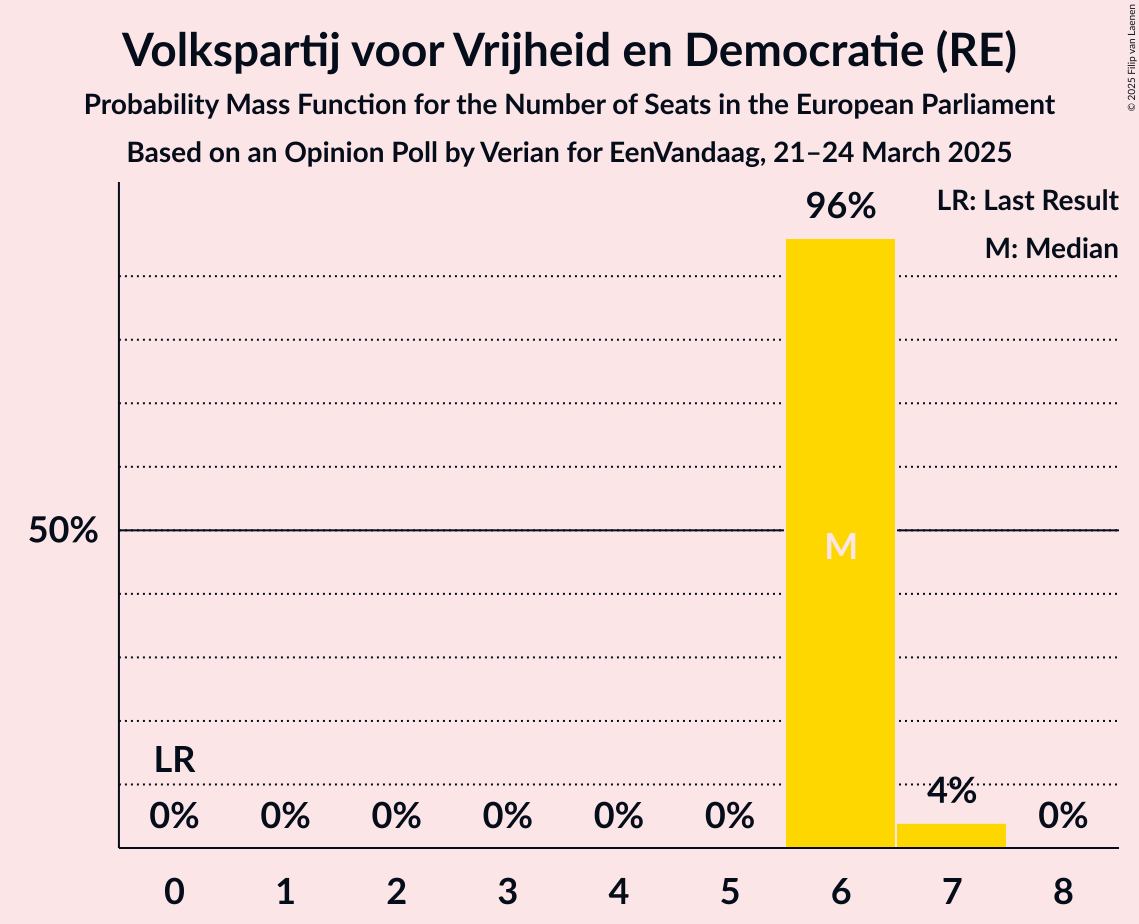 Volkspartij voor Vrijheid en Democratie (RE)
Probability Mass Function for the Number of Seats in the European Parliament
Based on an Opinion Poll by Verian for EenVandaag, 21–24 March 2025
© 2025 Filip van Laenen
LR: Last Result
M: Median
96%
50%
M
LR
4%
0% 0% 0% 0% 0% 0% 0%
0 1 2 3 4 5 6 7 8